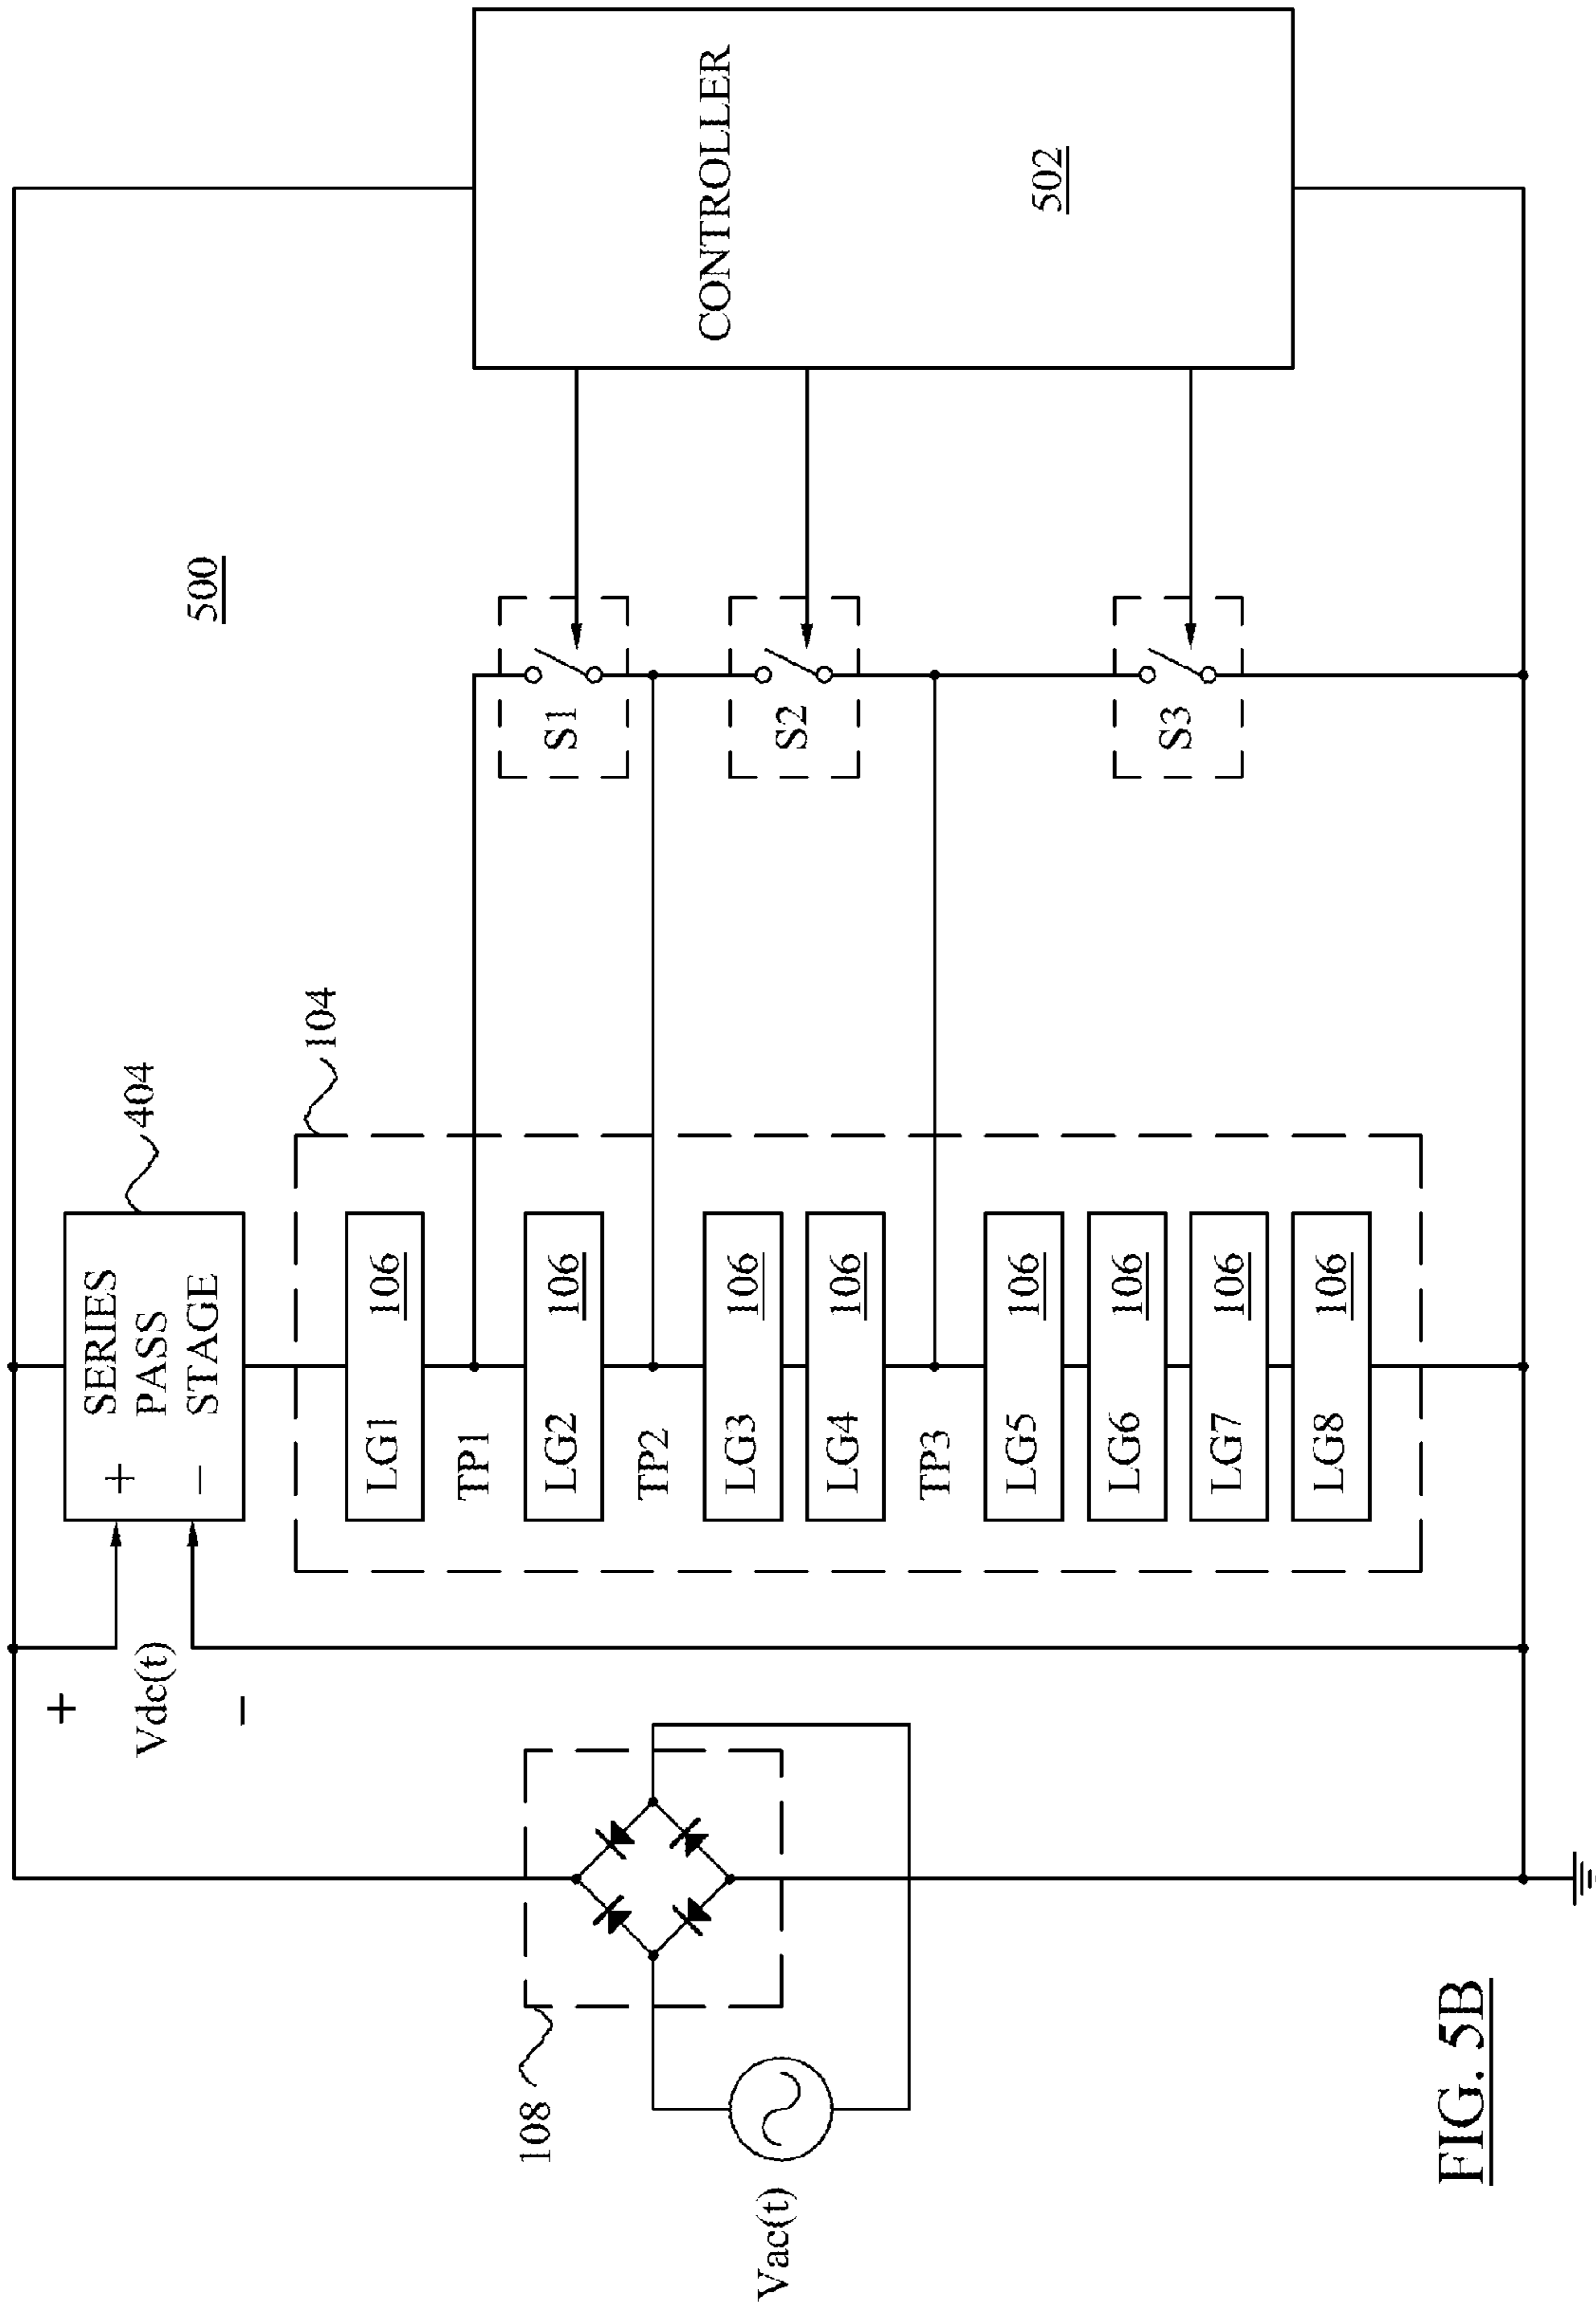 500
404
104
SERIES
PASS
STAGE
+
−
+
Vdc(t)
−
LG1 106
TP1
LG2 106
TP2
LG3 106
LG4 106
TP3
LG5 106
LG6 106
LG7 106
LG8 106
S1
S2
S3
CONTROLLER
502
108
Vac(t)
FIG. 5B